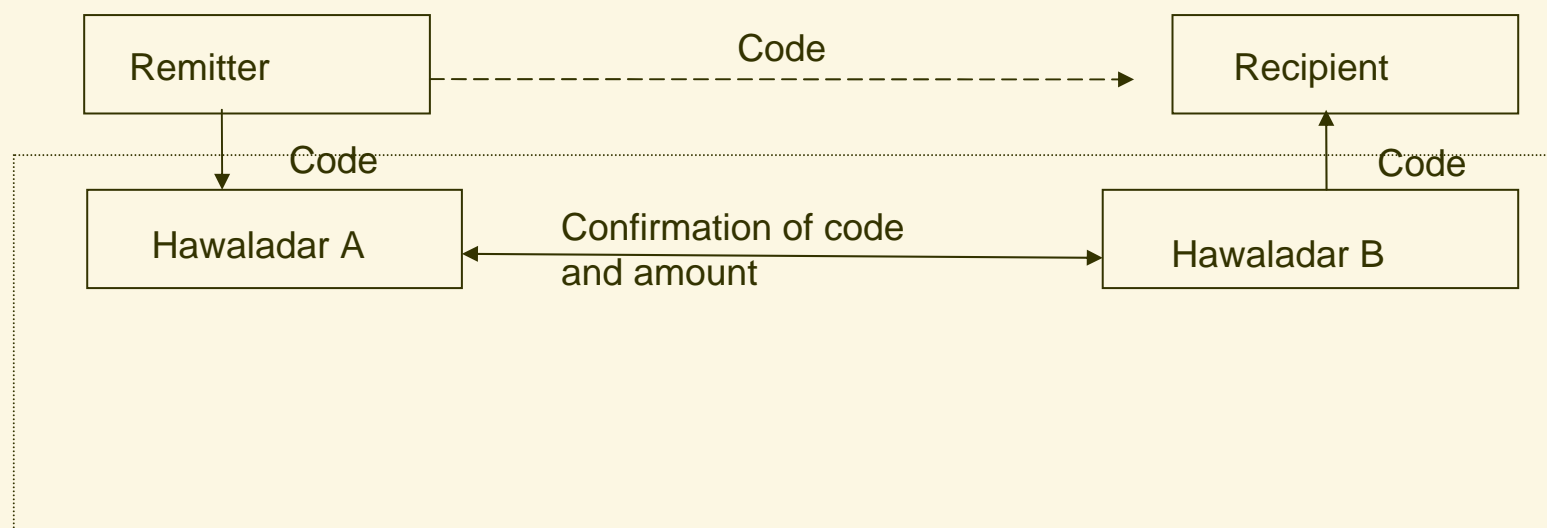 Remitter
Code
Recipient
Code
Code
Hawaladar A
Confirmation of code
and amount
Hawaladar B